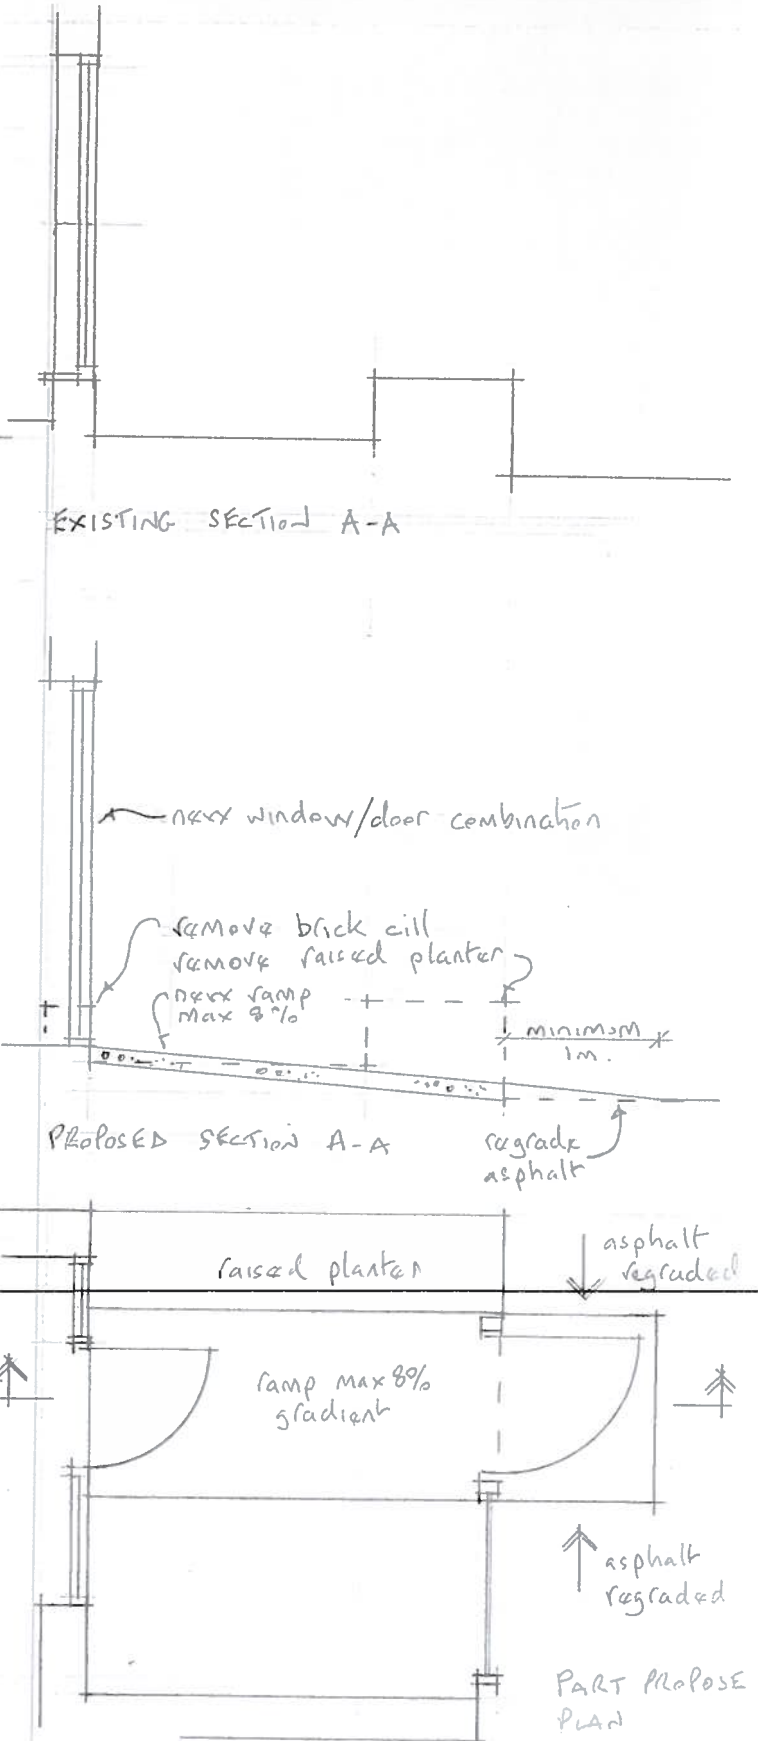 EXISTING SECTION A-A
new window/door combination
remove brick cill
remove raised planter
new ramp
max 8%
minimum
1m.
PROPOSED SECTION A-A
regrade
asphalt
raised planter
asphalt
regraded
ramp max 8%
gradient
asphalt
regraded
PART PROPOSE
PLAN